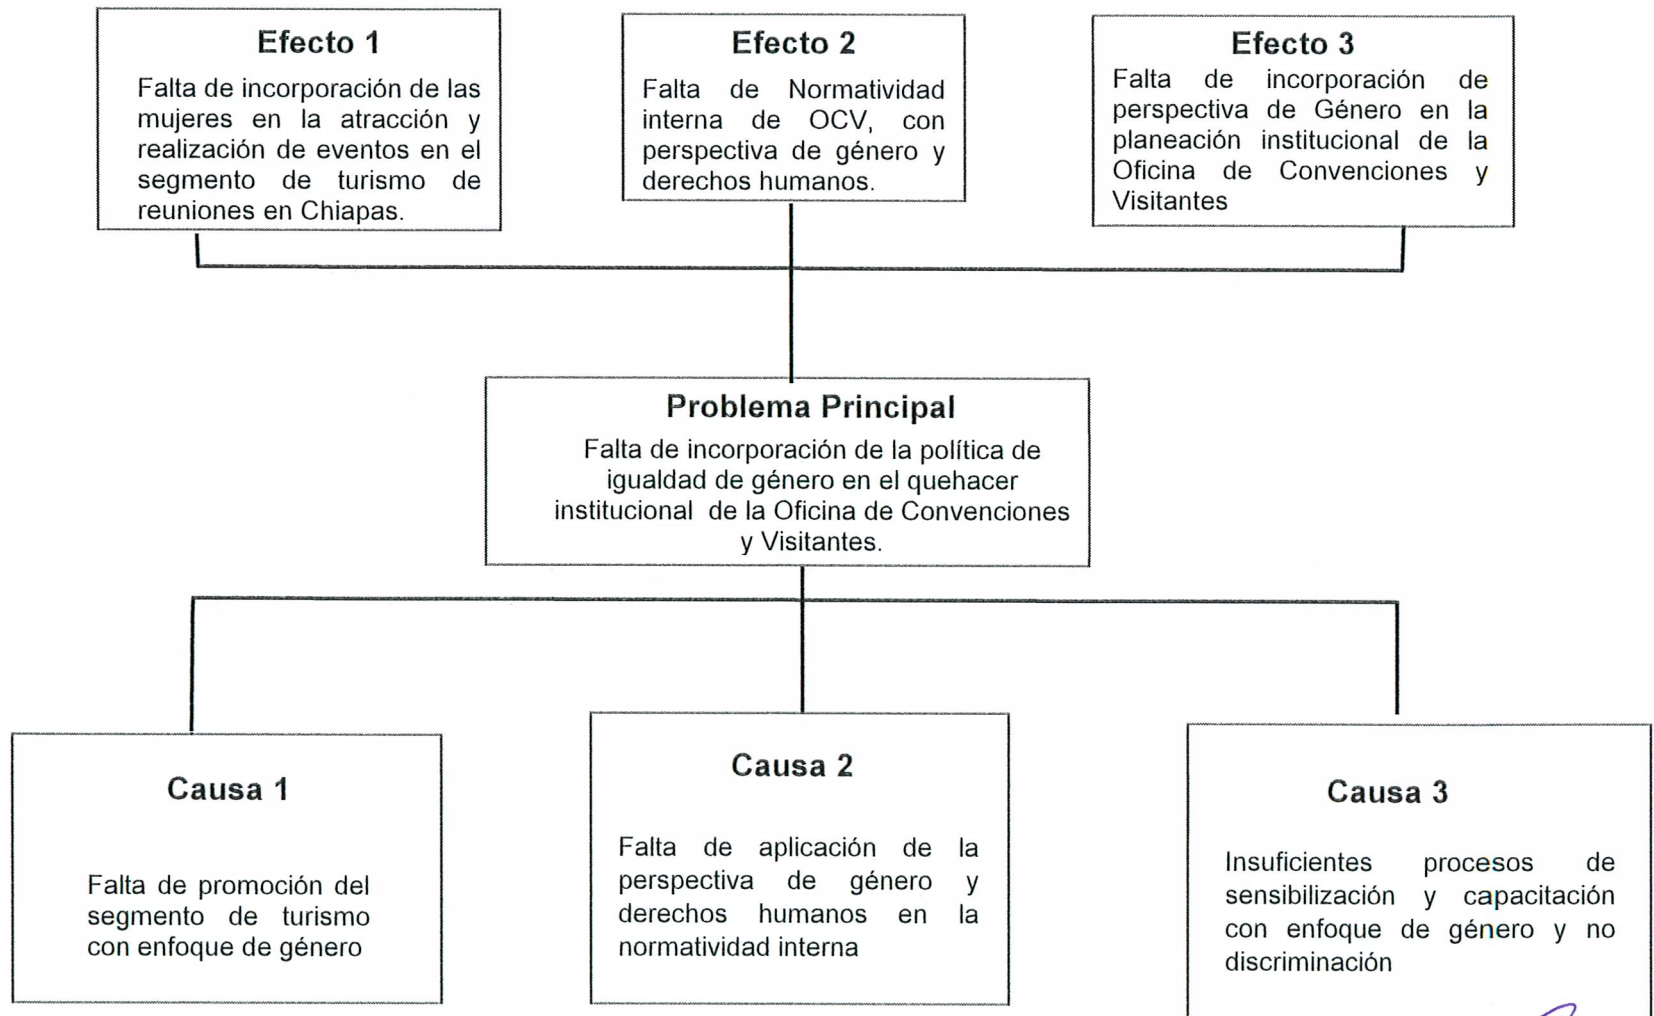 Efecto 1
Falta de incorporación de las
mujeres en la atracción y
realización de eventos en el
segmento de turismo de
reuniones en Chiapas.
Efecto 2
Falta de Normatividad
interna de OCV, con
perspectiva de género y
derechos humanos.
Efecto 3
Falta de incorporación de
perspectiva de Género en la
planeación institucional de la
Oficina de Convenciones y
Visitantes
Problema Principal
Falta de incorporación de la política de
igualdad de género en el quehacer
institucional de la Oficina de Convenciones
y Visitantes.
Causa 1
Falta de promoción del
segmento de turismo
con enfoque de género
Causa 2
Falta de aplicación de la
perspectiva de género y
derechos humanos en la
normatividad interna
Causa 3
Insuficientes procesos de
sensibilización y capacitación
con enfoque de género y no
discriminación